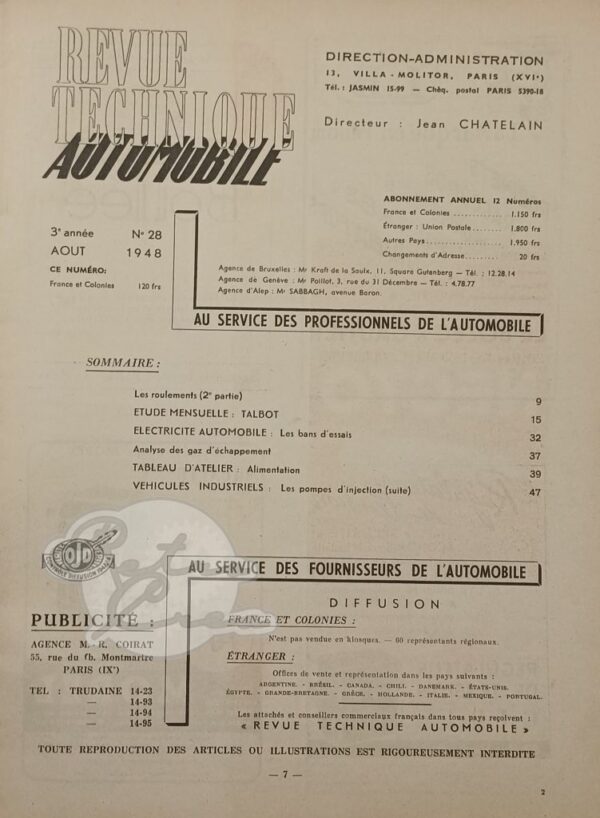 REVUE
TECHNIQUE
AUTOMOBILE
DIRECTION-ADMINISTRATION
13, VILLA-MOLITOR, PARIS (XVIe)
Tél.: JASMIN 15-99 — Chèq. postal PARIS 5390-18
Directeur : Jean CHATELAIN
3e année No 28
AOUT 1948
CE NUMÉRO:
France et Colonies 120 frs
ABONNEMENT ANNUEL 12 Numéros
France et Colonies ............. 1.150 frs
Étranger : Union Postale ........ 1.800 frs
Autres Pays .................... 1.950 frs
Changements d'Adresse ........ 20 frs
Agence de Bruxelles : Mr Kraft de la Saulx, 11, Square Gutenberg — Tél. : 12.28.14
Agence de Genève : Mr Poillot, 3, rue du 31 Décembre — Tél. : 4.78.77
Agence d'Alep : Mr SABBAGH, avenue Baron.
AU SERVICE DES PROFESSIONNELS DE L'AUTOMOBILE
SOMMAIRE :
Les roulements (2e partie) 9
ETUDE MENSUELLE : TALBOT 15
ELECTRICITE AUTOMOBILE : Les bans d'essais 32
Analyse des gaz d'échappement 37
TABLEAU D'ATELIER : Alimentation 39
VEHICULES INDUSTRIELS : Les pompes d'injection (suite) 47
OJD
AU SERVICE DES FOURNISSEURS DE L'AUTOMOBILE
PUBLICITÉ :
AGENCE M.-R. COIRAT
55, rue du fb. Montmartre
PARIS (IXe)
TEL : TRUDAINE 14-23
— 14-93
— 14-94
— 14-95
DIFFUSION
FRANCE ET COLONIES :
N'est pas vendue en kiosques. — 60 représentants régionaux.
ÉTRANGER :
Offices de vente et représentation dans les pays suivants :
ARGENTINE. - BRÉSIL. - CANADA. - CHILI. - DANEMARK. - ÉTATS-UNIS.
ÉGYPTE. - GRANDE-BRETAGNE. - GRÈCE. - HOLLANDE. - ITALIE. - MEXIQUE. - PORTUGAL.
Les attachés et conseillers commerciaux français dans tous pays reçoivent :
« REVUE TECHNIQUE AUTOMOBILE »
TOUTE REPRODUCTION DES ARTICLES OU ILLUSTRATIONS EST RIGOUREUSEMENT INTERDITE
— 7 —
2